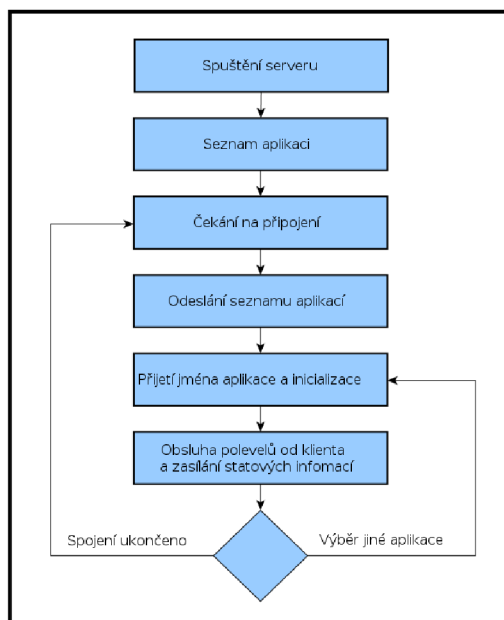 Spuštění serveru
Seznam aplikaci
Čekání na připojení
Odeslání seznamu aplikací
Přijetí jména aplikace a inicializace
Obsluha polevelů od klienta
a zasílání statových infomací
Spojení ukončeno
Výběr jiné aplikace